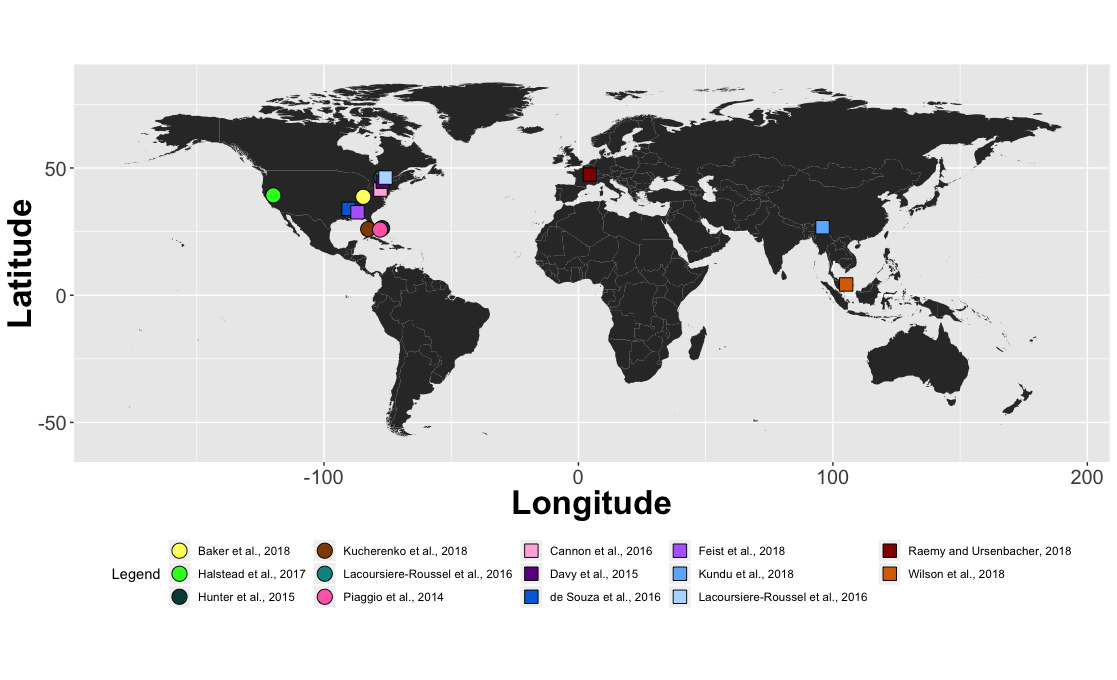 Latitude
50
0
-50
-100
0
100
200
Longitude
Legend
Baker et al., 2018
Halstead et al., 2017
Hunter et al., 2015
Kucherenko et al., 2018
Lacoursiere-Roussel et al., 2016
Piaggio et al., 2014
Cannon et al., 2016
Davy et al., 2015
de Souza et al., 2016
Feist et al., 2018
Kundu et al., 2018
Lacoursiere-Roussel et al., 2016
Raemy and Ursenbacher, 2018
Wilson et al., 2018